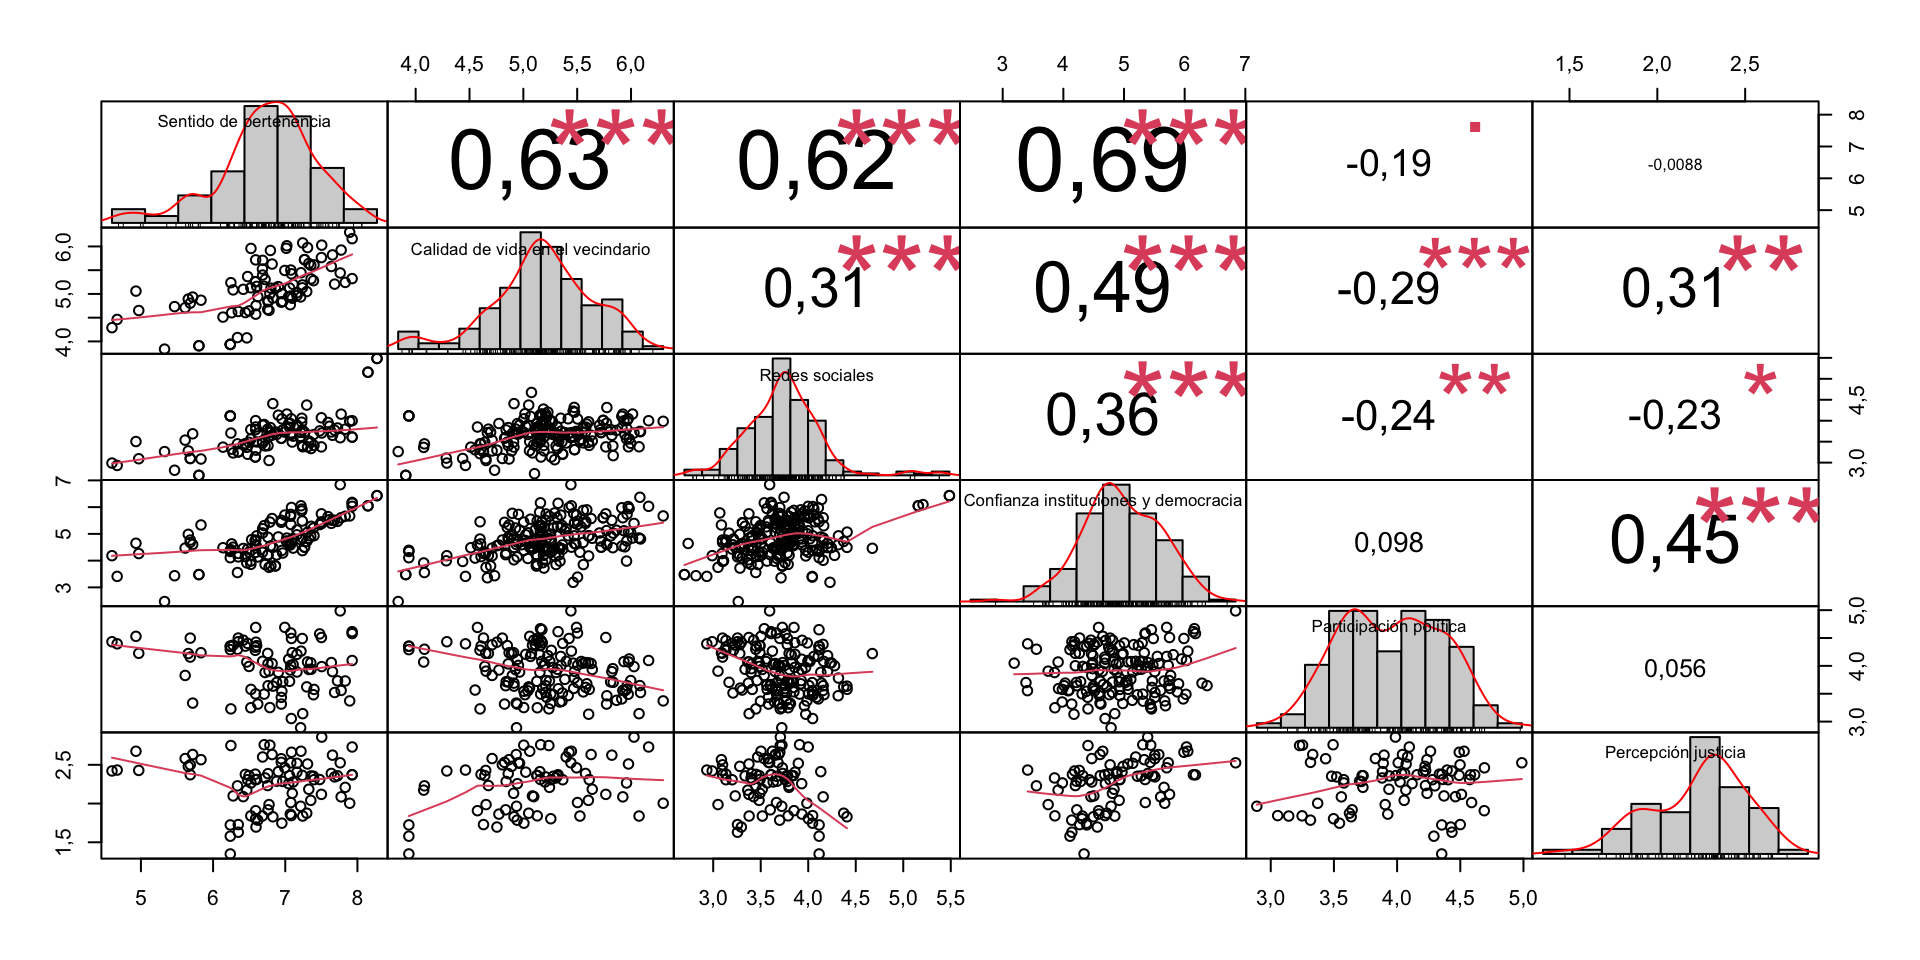 4,0 4,5 5,0 5,5 6,0 3 4 5 6 7 1,5 2,0 2,5
Sentido de pertenencia 0,63 *** 0,62 *** 0,69 *** -0,19 . -0,0088 5 6 7 8
4,0 5,0 6,0 Calidad de vida en el vecindario 0,31 *** 0,49 *** -0,29 *** 0,31 **
Redes sociales 0,36 *** -0,24 ** -0,23 * 3,0 4,5
3 5 7 Confianza instituciones y democracia 0,098 0,45 ***
Participación política 0,056 3,0 4,0 5,0
1,5 2,5 Percepción justicia
5 6 7 8 3,0 3,5 4,0 4,5 5,0 5,5 3,0 3,5 4,0 4,5 5,0